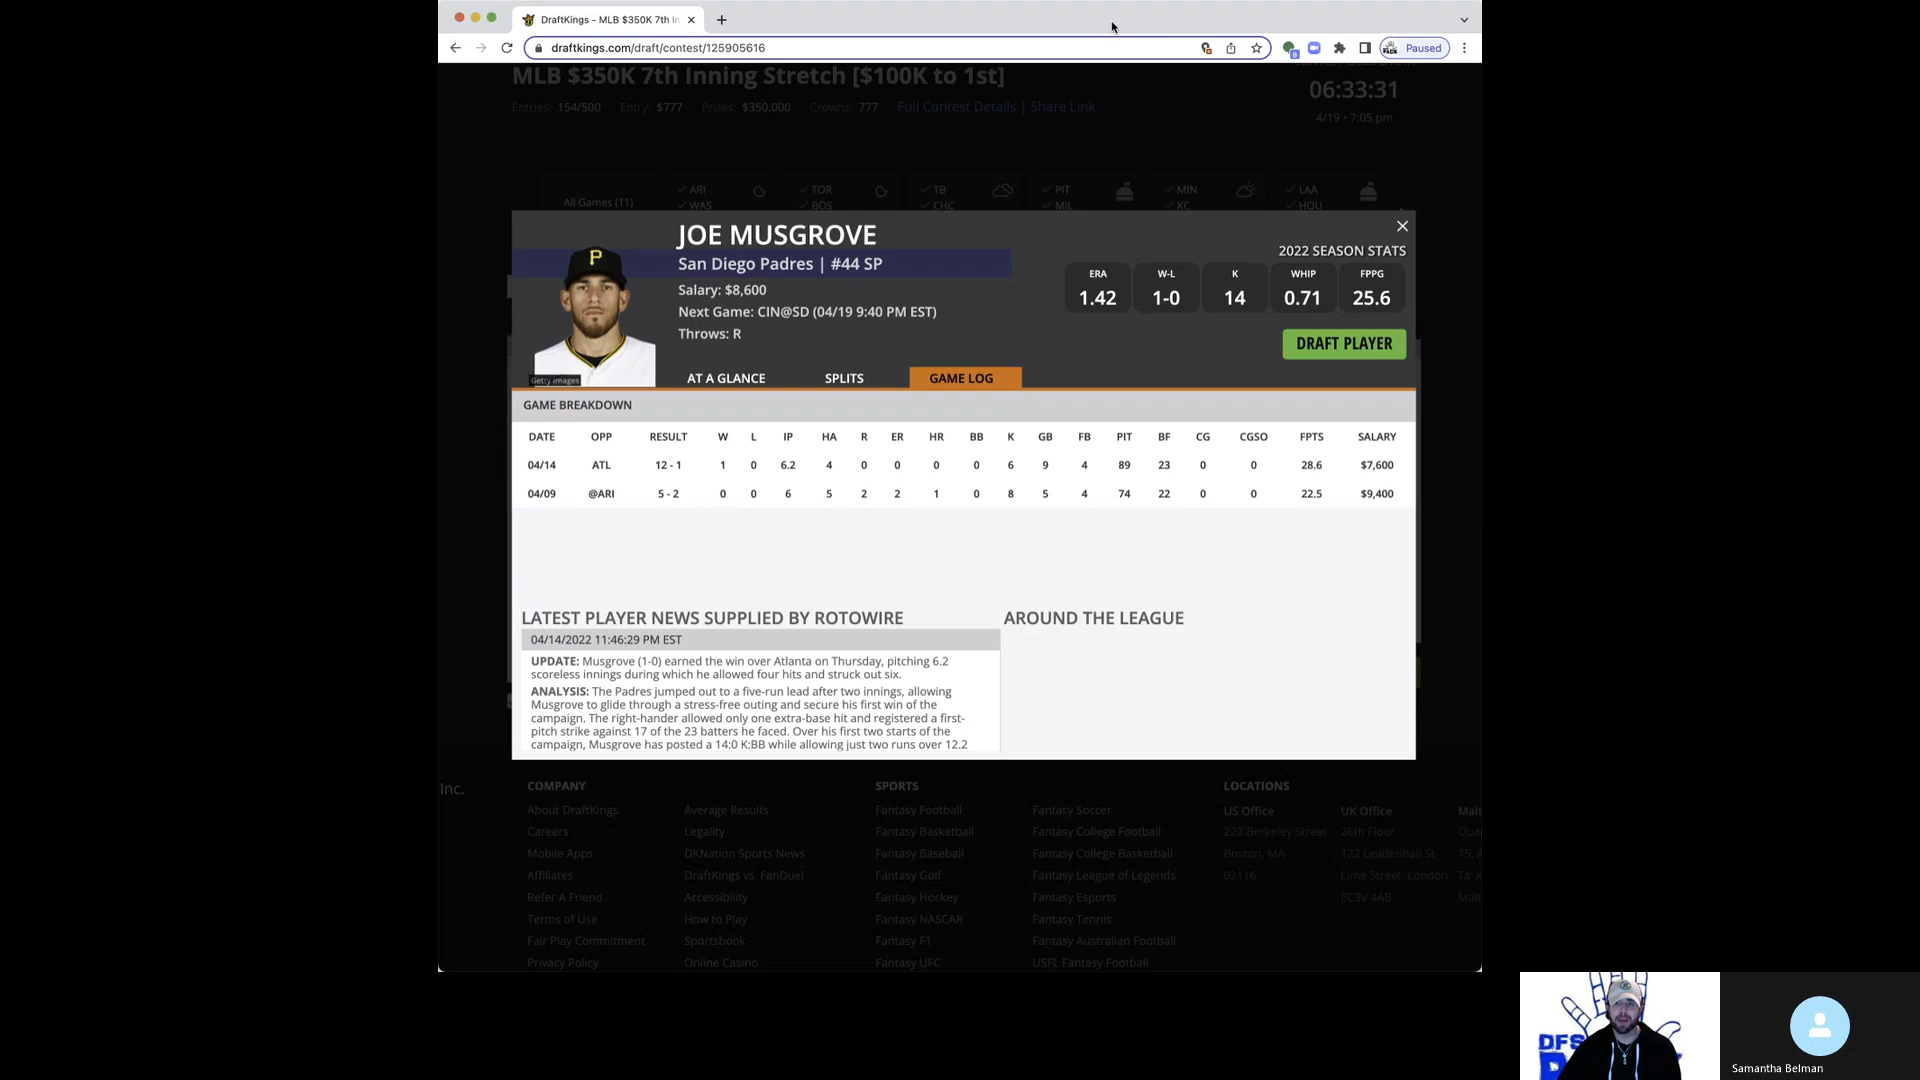 DraftKings - MLB $350K 7th In
draftkings.com/draft/contest/125905616
Paused
MLB $350K 7th Inning Stretch [$100K to 1st]
Entries: 154/500 Entry: $777 Prizes: $350,000 Crowns: 777 Full Contest Details | Share Link
06:33:31
4/19 • 7:05 pm
All Games (11)
ARI TOR TB PIT MIN LAA
WAS BOS CHC MIL KC HOU
JOE MUSGROVE
San Diego Padres | #44 SP
Salary: $8,600
Next Game: CIN@SD (04/19 9:40 PM EST)
Throws: R
P
Getty images
2022 SEASON STATS
ERA W-L K WHIP FPPG
1.42 1-0 14 0.71 25.6
DRAFT PLAYER
AT A GLANCE SPLITS GAME LOG
GAME BREAKDOWN
DATE OPP RESULT W L IP HA R ER HR BB K GB FB PIT BF CG CGSO FPTS SALARY
04/14 ATL 12 - 1 1 0 6.2 4 0 0 0 0 6 9 4 89 23 0 0 28.6 $7,600
04/09 @ARI 5 - 2 0 0 6 5 2 2 1 0 8 5 4 74 22 0 0 22.5 $9,400
LATEST PLAYER NEWS SUPPLIED BY ROTOWIRE
AROUND THE LEAGUE
04/14/2022 11:46:29 PM EST
UPDATE: Musgrove (1-0) earned the win over Atlanta on Thursday, pitching 6.2
scoreless innings during which he allowed four hits and struck out six.
ANALYSIS: The Padres jumped out to a five-run lead after two innings, allowing
Musgrove to glide through a stress-free outing and secure his first win of the
campaign. The right-hander allowed only one extra-base hit and registered a first-
pitch strike against 17 of the 23 batters he faced. Over his first two starts of the
campaign, Musgrove has posted a 14:0 K:BB while allowing just two runs over 12.2
Inc.
COMPANY
About DraftKings
Careers
Mobile Apps
Affiliates
Refer A Friend
Terms of Use
Fair Play Commitment
Privacy Policy
Average Results
Legality
DKNation Sports News
DraftKings vs. FanDuel
Accessibility
How to Play
Sportsbook
Online Casino
SPORTS
Fantasy Football
Fantasy Basketball
Fantasy Baseball
Fantasy Golf
Fantasy Hockey
Fantasy NASCAR
Fantasy F1
Fantasy UFC
Fantasy Soccer
Fantasy College Football
Fantasy College Basketball
Fantasy League of Legends
Fantasy Esports
Fantasy Tennis
Fantasy Australian Football
USFL Fantasy Football
LOCATIONS
US Office
222 Berkeley Street
Boston, MA
02116
UK Office
26th Floor
122 Leadenhall St
Lime Street, London
EC3V 4AB
DFS
Samantha Belman